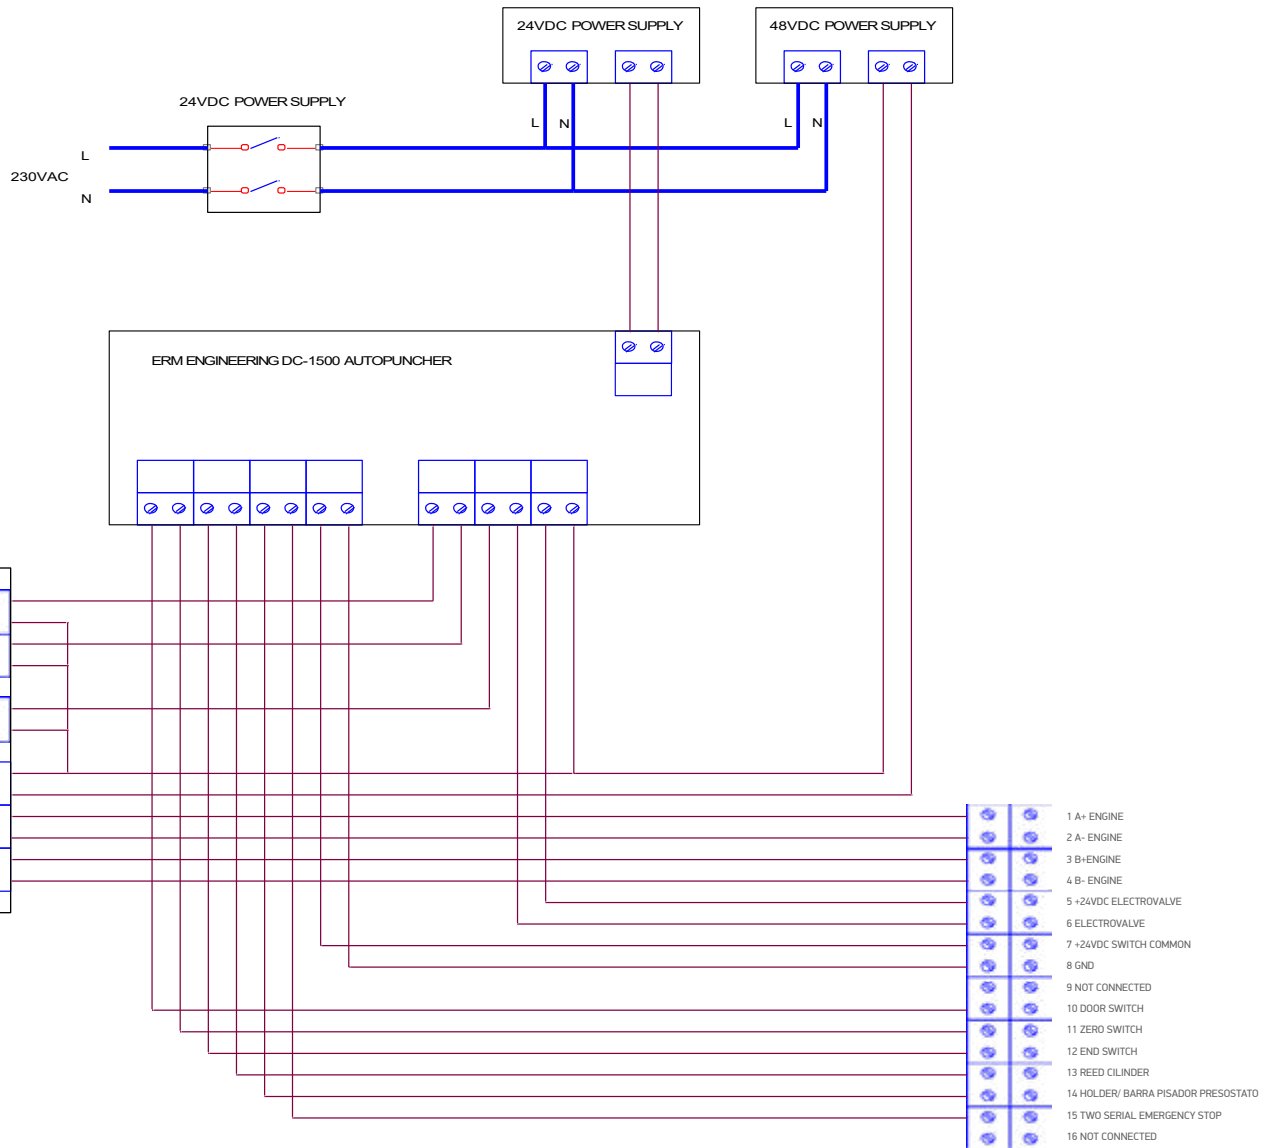 24VDC POWER SUPPLY
48VDC POWER SUPPLY
24VDC POWER SUPPLY
L
N
L
N
L
230VAC
N
ERM ENGINEERING DC-1500 AUTOPUNCHER
1 A+ ENGINE
2 A- ENGINE
3 B+ENGINE
4 B- ENGINE
5 +24VDC ELECTROVALVE
6 ELECTROVALVE
7 +24VDC SWITCH COMMON
8 GND
9 NOT CONNECTED
10 DOOR SWITCH
11 ZERO SWITCH
12 END SWITCH
13 REED CILINDER
14 HOLDER/ BARRA PISADOR PRESOSTATO
15 TWO SERIAL EMERGENCY STOP
16 NOT CONNECTED